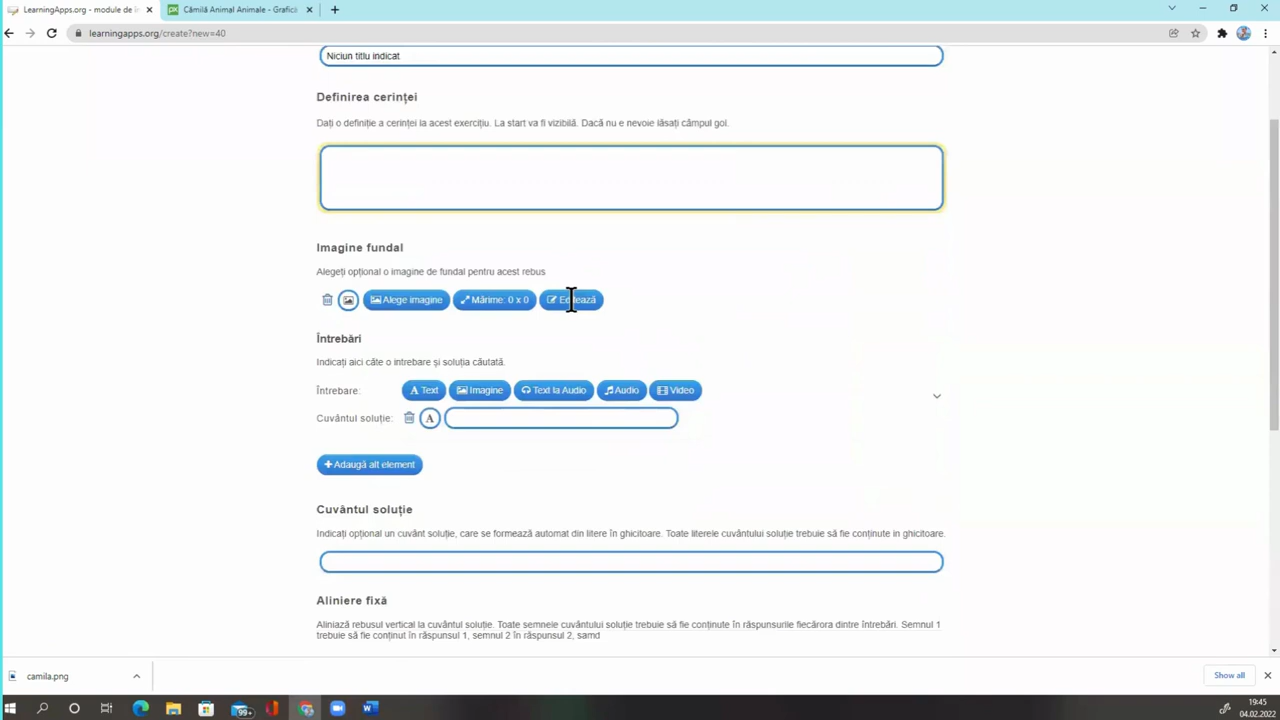 LearningApps.org - module de în
Cămilă Animal Animale - Grafică
learningapps.org/create?new=40
Niciun titlu indicat
Definirea cerinței
Dați o definiție a cerinței la acest exercițiu. La start va fi vizibilă. Dacă nu e nevoie lăsați câmpul gol.
Imagine fundal
Alegeți opțional o imagine de fundal pentru acest rebus
Alege imagine
Mărime: 0 x 0
Editează
Întrebări
Indicați aici câte o intrebare și soluția căutată.
Întrebare:
A Text
Imagine
Text la Audio
Audio
Video
Cuvântul soluție:
A
+ Adaugă alt element
Cuvântul soluție
Indicați opțional un cuvânt soluție, care se formează automat din litere în ghicitoare. Toate literele cuvântului soluție trebuie să fie conținute in ghicitoare.
Aliniere fixă
Aliniază rebusul vertical la cuvântul soluție. Toate semnele cuvântului soluție trebuie să fie conținute în răspunsurile fiecărora dintre întrebări. Semnul 1
trebuie să fie conținut în răspunsul 1, semnul 2 în răspunsul 2, samd
camila.png
Show all
99+
19:45
04.02.2022